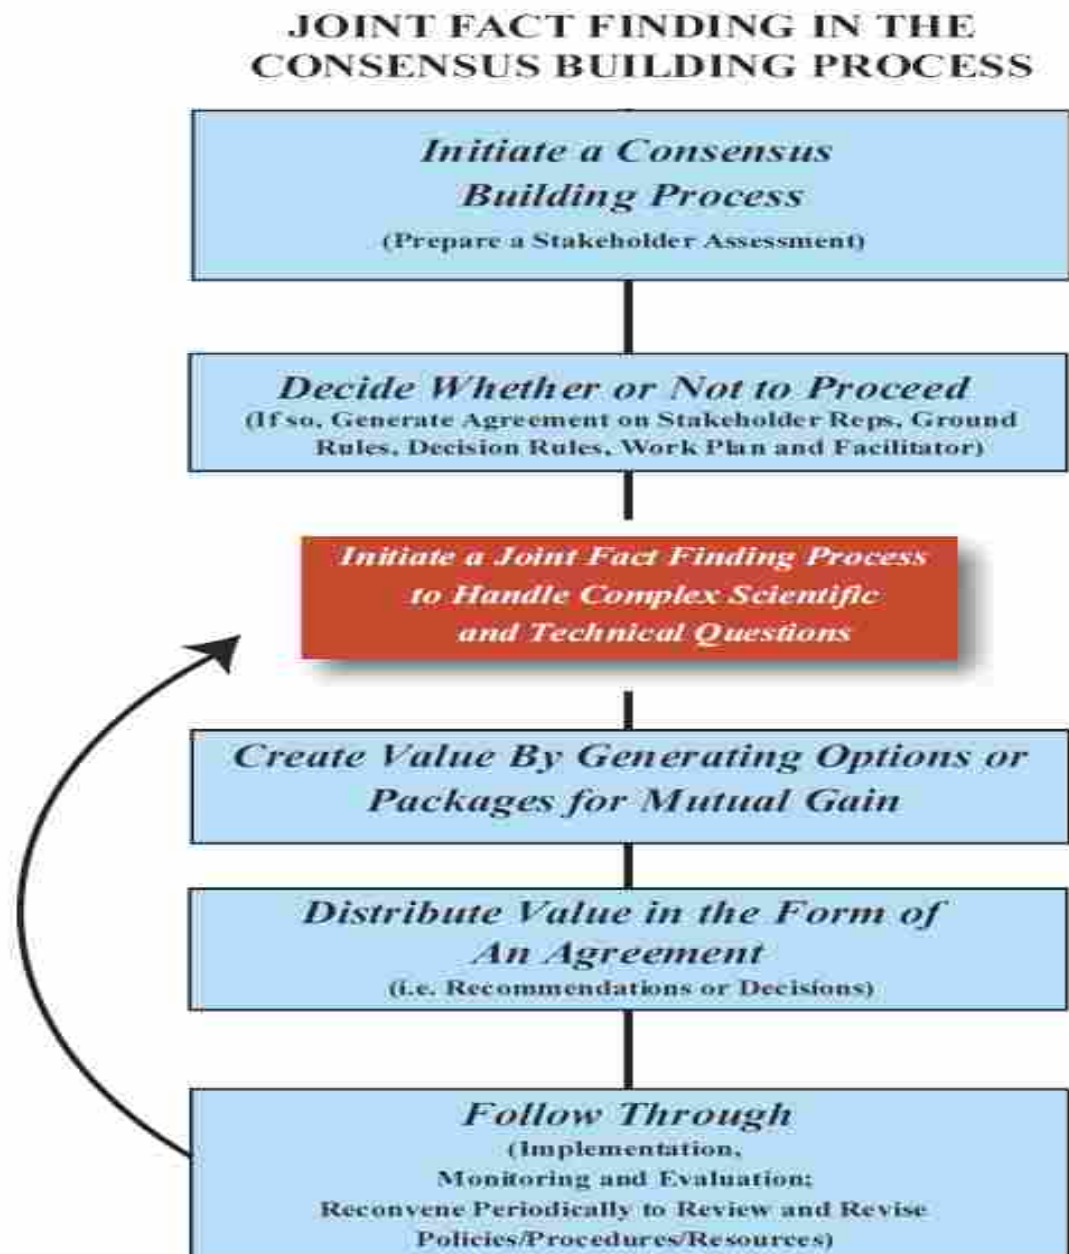 JOINT FACT FINDING IN THE
CONSENSUS BUILDING PROCESS
Initiate a Consensus
Building Process
(Prepare a Stakeholder Assessment)
Decide Whether or Not to Proceed
(If so, Generate Agreement on Stakeholder Reps, Ground
Rules, Decision Rules, Work Plan and Facilitator)
Initiate a Joint Fact Finding Process
to Handle Complex Scientific
and Technical Questions
Create Value By Generating Options or
Packages for Mutual Gain
Distribute Value in the Form of
An Agreement
(i.e. Recommendations or Decisions)
Follow Through
(Implementation,
Monitoring and Evaluation;
Reconvene Periodically to Review and Revise
Policies/Procedures/Resources)